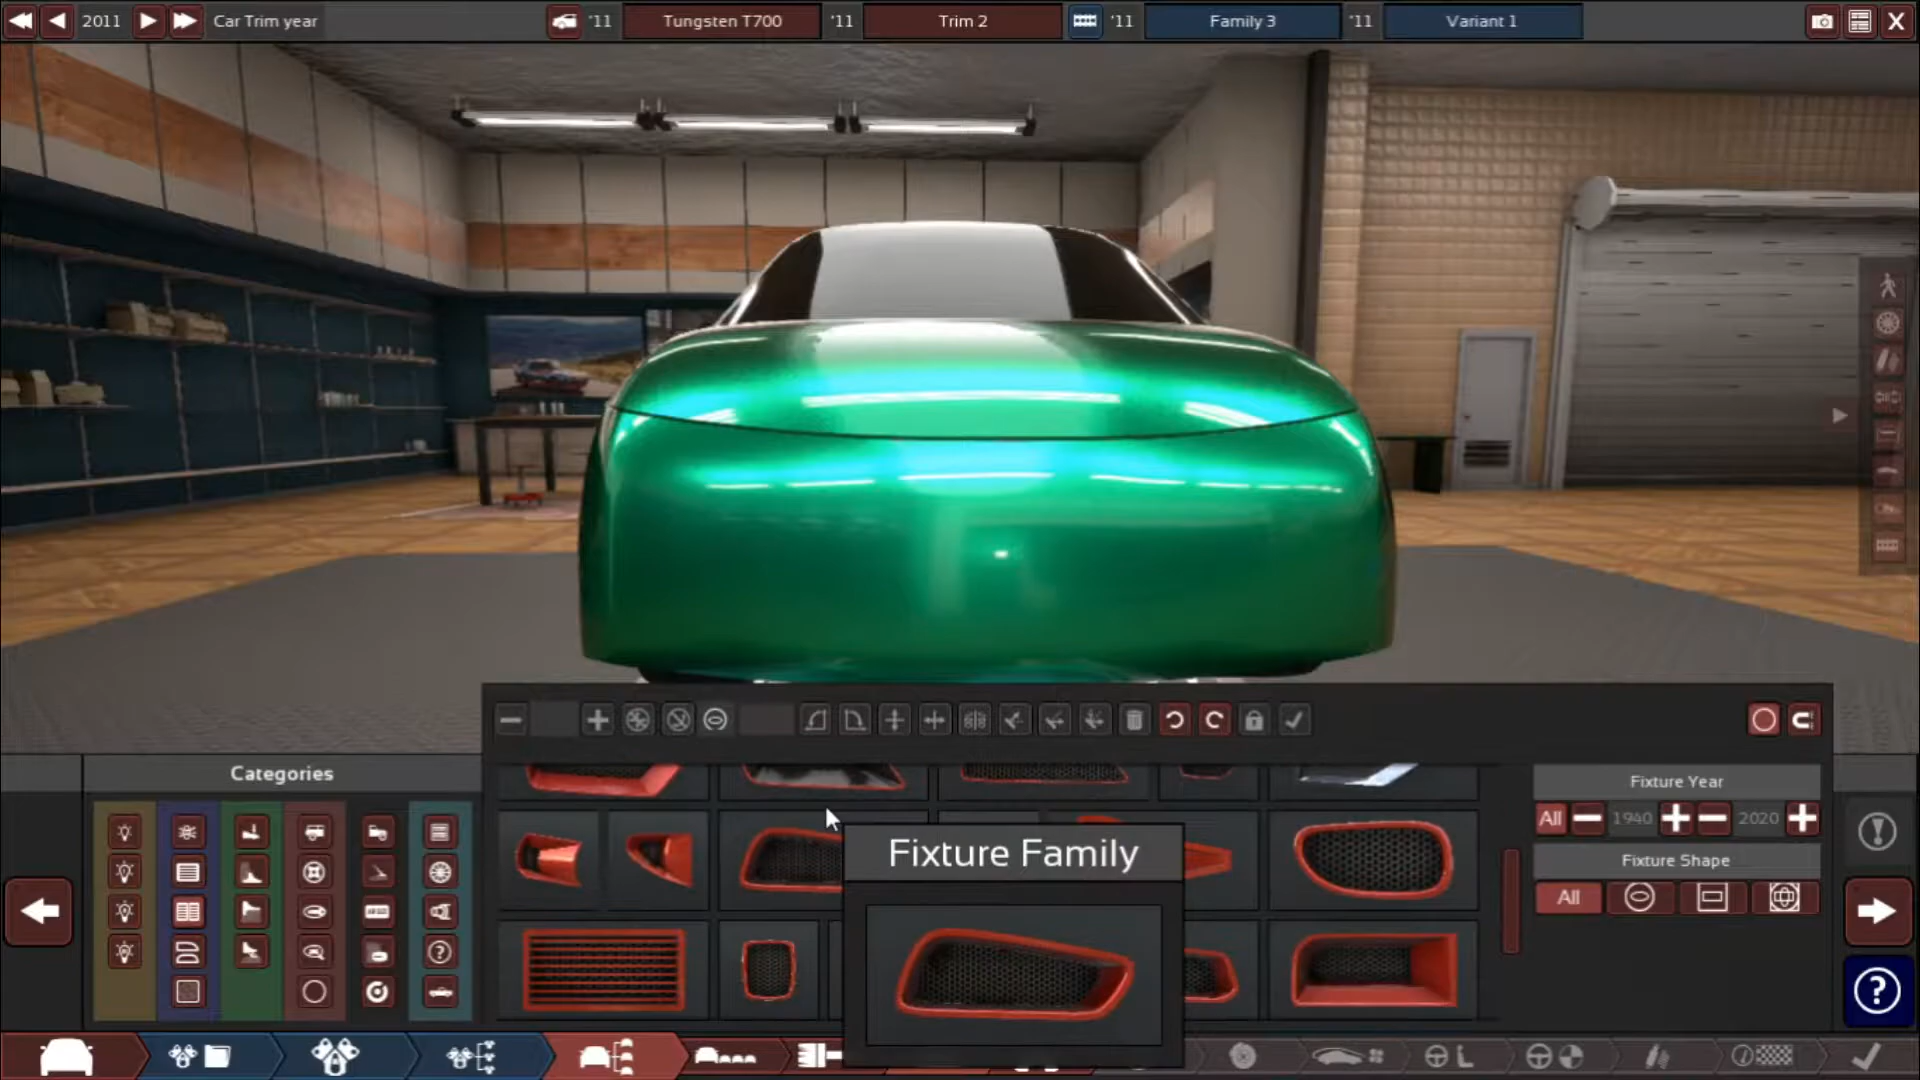 2011
Car Trim year
'11
Tungsten T700
'11
Trim 2
'11
Family 3
'11
Variant 1
Categories
Fixture Family
Fixture Year
All
1940
2020
Fixture Shape
All
?
?